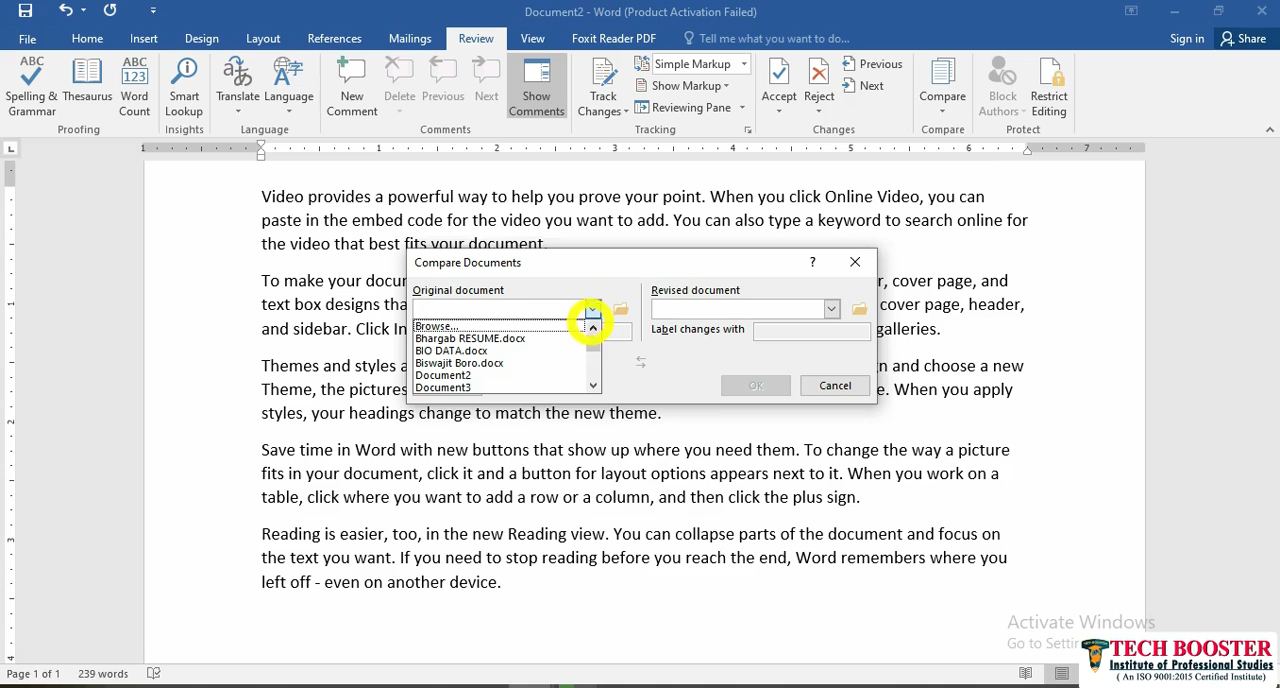 Document2 - Word (Product Activation Failed)
File Home Insert Design Layout References Mailings Review View Foxit Reader PDF Tell me what you want to do... Sign in Share
ABC Spelling & Grammar
Thesaurus
ABC 123 Word Count
Smart Lookup
Translate
Language
New Comment
Delete
Previous
Next
Show Comments
Track Changes
Simple Markup
Show Markup
Reviewing Pane
Accept
Reject
Previous
Next
Compare
Block Authors
Restrict Editing
Proofing Insights Language Comments Tracking Changes Compare Protect
1 1 2 3 4 5 6 7
Video provides a powerful way to help you prove your point. When you click Online Video, you can
paste in the embed code for the video you want to add. You can also type a keyword to search online for
the video that best fits your document.
To make your docu , cover page, and
text box designs tha cover page, header,
and sidebar. Click In galleries.
Themes and styles a n and choose a new
Theme, the pictures e. When you apply
styles, your headings change to match the new theme.
Save time in Word with new buttons that show up where you need them. To change the way a picture
fits in your document, click it and a button for layout options appears next to it. When you work on a
table, click where you want to add a row or a column, and then click the plus sign.
Reading is easier, too, in the new Reading view. You can collapse parts of the document and focus on
the text you want. If you need to stop reading before you reach the end, Word remembers where you
left off - even on another device.
Compare Documents ?
Original document
Browse...
Bhargab RESUME.docx
BIO DATA.docx
Biswajit Boro.docx
Document2
Document3
Revised document
Label changes with
OK Cancel
Activate Windows
Go to Settin
TECH BOOSTER
Institute of Professional Studies
( An ISO 9001:2015 Certified Institute)
Page 1 of 1 239 words